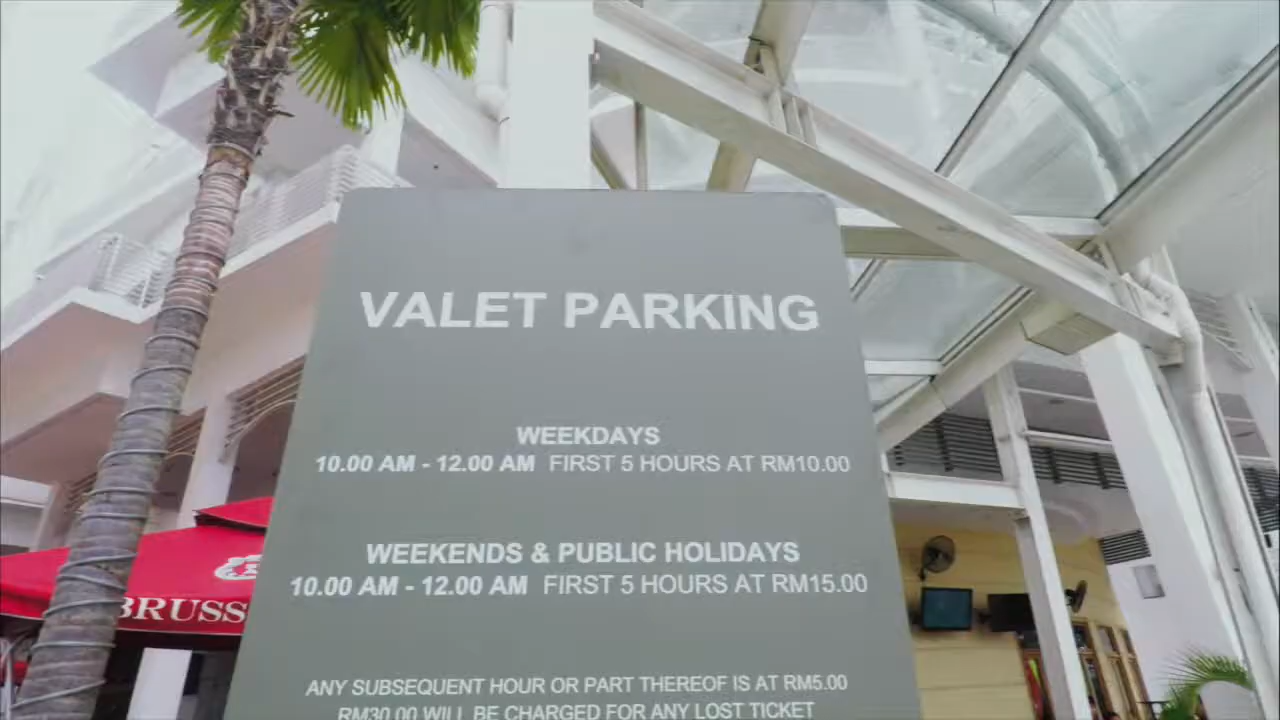 VALET PARKING
WEEKDAYS
10.00 AM - 12.00 AM FIRST 5 HOURS AT RM10.00
WEEKENDS & PUBLIC HOLIDAYS
10.00 AM - 12.00 AM FIRST 5 HOURS AT RM15.00
BRUSS
ANY SUBSEQUENT HOUR OR PART THEREOF IS AT RM5.00
RM30.00 WILL BE CHARGED FOR ANY LOST TICKET